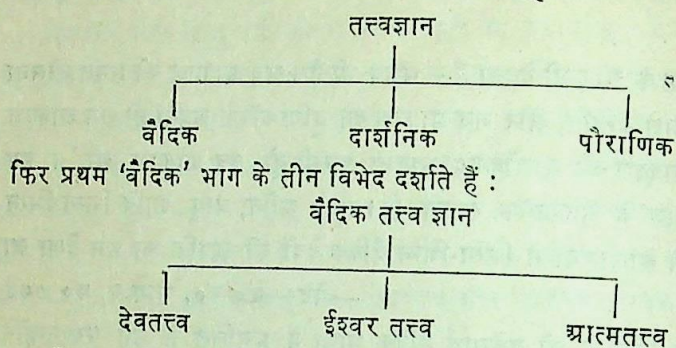 तत्त्वज्ञान
वैदिक दार्शनिक पौराणिक
फिर प्रथम 'वैदिक' भाग के तीन विभेद दर्शाते हैं :
वैदिक तत्त्व ज्ञान
देवतत्त्व ईश्वर तत्त्व आत्मतत्त्व